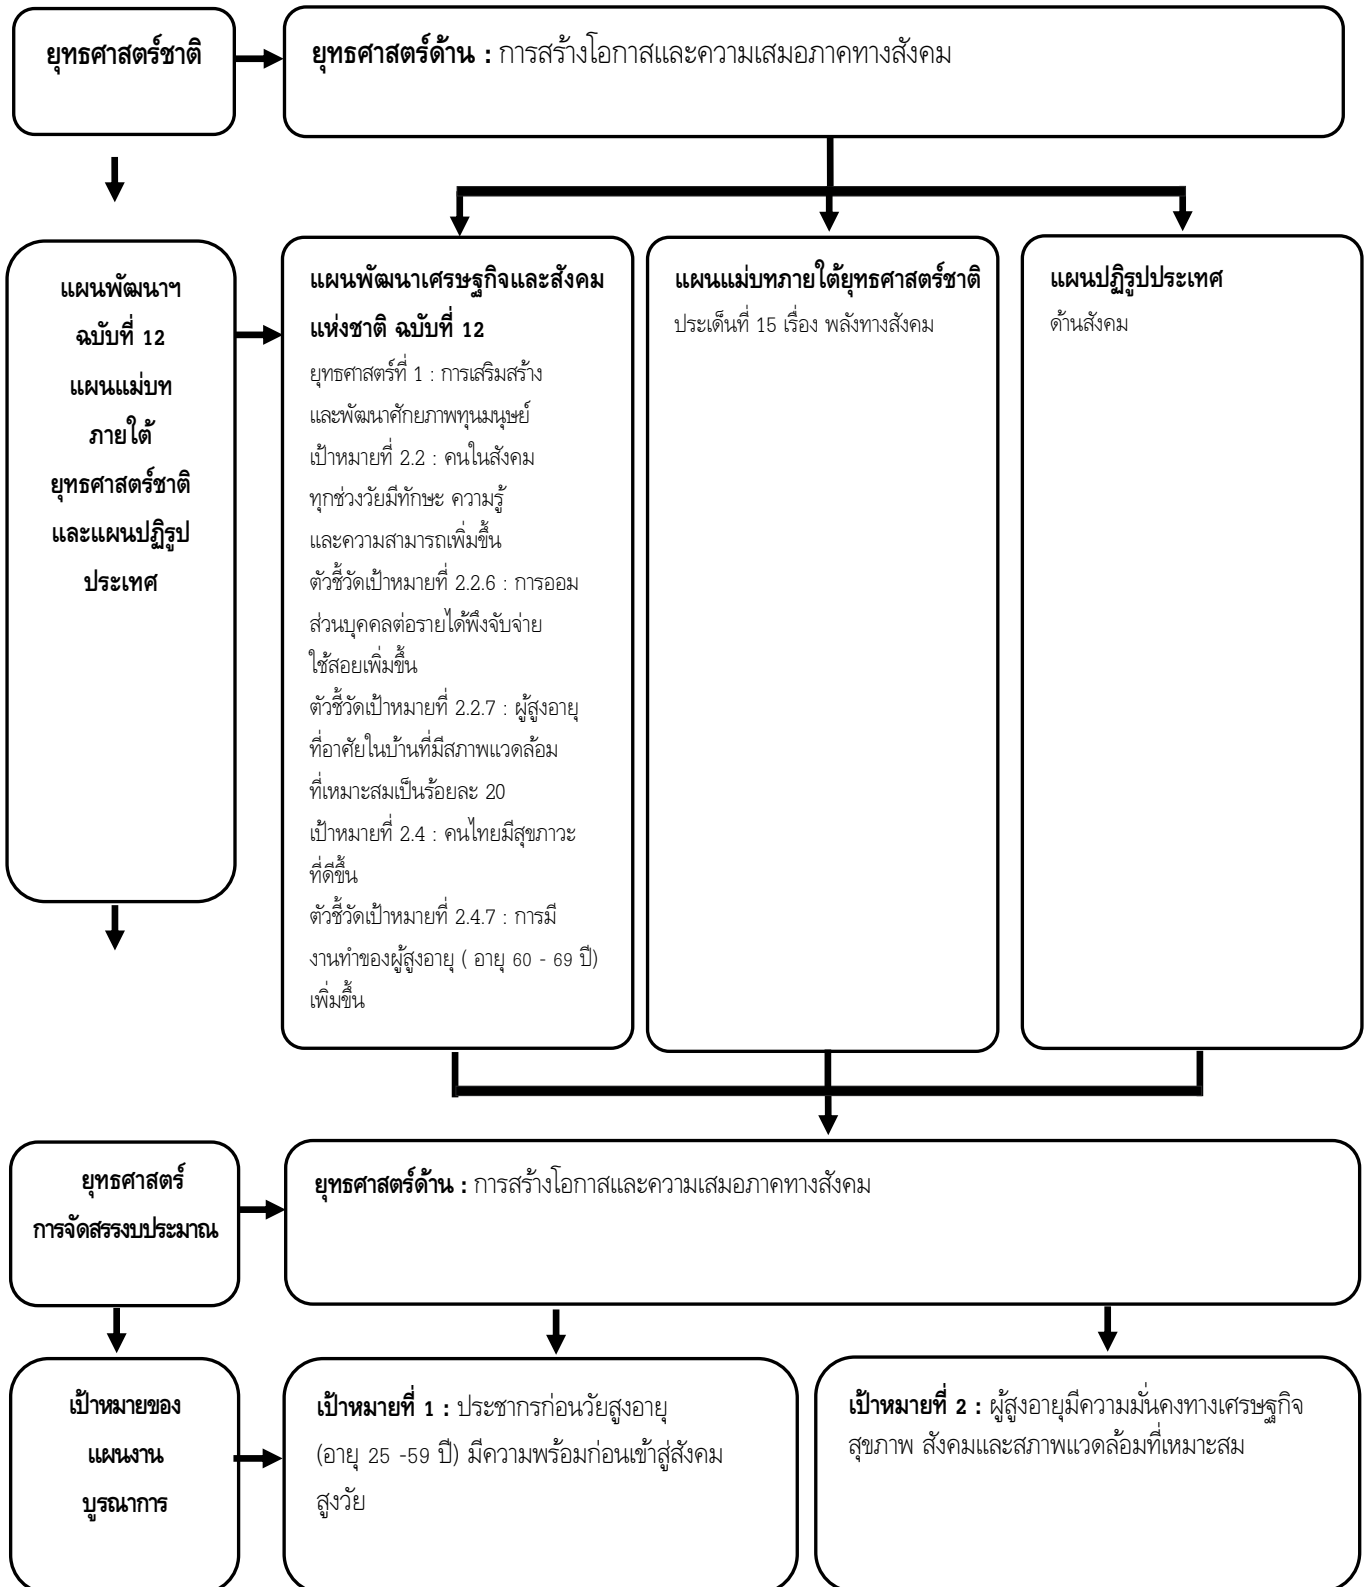 ยุทธศาสตร์ชาติ
ยุทธศาสตร์ด้าน : การสร้างโอกาสและความเสมอภาคทางสังคม
แผนพัฒนาฯ
ฉบับที่ 12
แผนแม่บท
ภายใต้
ยุทธศาสตร์ชาติ
และแผนปฏิรูป
ประเทศ
แผนพัฒนาเศรษฐกิจและสังคม
แห่งชาติ ฉบับที่ 12
ยุทธศาสตร์ที่ 1 : การเสริมสร้าง
และพัฒนาศักยภาพทุนมนุษย์
เป้าหมายที่ 2.2 : คนในสังคม
ทุกช่วงวัยมีทักษะ ความรู้
และความสามารถเพิ่มขึ้น
ตัวชี้วัดเป้าหมายที่ 2.2.6 : การออม
ส่วนบุคคลต่อรายได้พึงจับจ่าย
ใช้สอยเพิ่มขึ้น
ตัวชี้วัดเป้าหมายที่ 2.2.7 : ผู้สูงอายุ
ที่อาศัยในบ้านที่มีสภาพแวดล้อม
ที่เหมาะสมเป็นร้อยละ 20
เป้าหมายที่ 2.4 : คนไทยมีสุขภาวะ
ที่ดีขึ้น
ตัวชี้วัดเป้าหมายที่ 2.4.7 : การมี
งานทำของผู้สูงอายุ ( อายุ 60 - 69 ปี)
เพิ่มขึ้น
แผนแม่บทภายใต้ยุทธศาสตร์ชาติ
ประเด็นที่ 15 เรื่อง พลังทางสังคม
แผนปฏิรูปประเทศ
ด้านสังคม
ยุทธศาสตร์
การจัดสรรงบประมาณ
ยุทธศาสตร์ด้าน : การสร้างโอกาสและความเสมอภาคทางสังคม
เป้าหมายของ
แผนงาน
บูรณาการ
เป้าหมายที่ 1 : ประชากรก่อนวัยสูงอายุ
(อายุ 25 -59 ปี) มีความพร้อมก่อนเข้าสู่สังคม
สูงวัย
เป้าหมายที่ 2 : ผู้สูงอายุมีความมั่นคงทางเศรษฐกิจ
สุขภาพ สังคมและสภาพแวดล้อมที่เหมาะสม